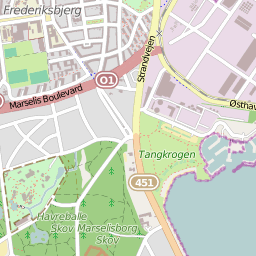 Frederiksbjerg
O1
Strandvejen
Marselis Boulevard
Østhav
Tangkrogen
451
Havreballe
Skov
Marselisborg
Skov